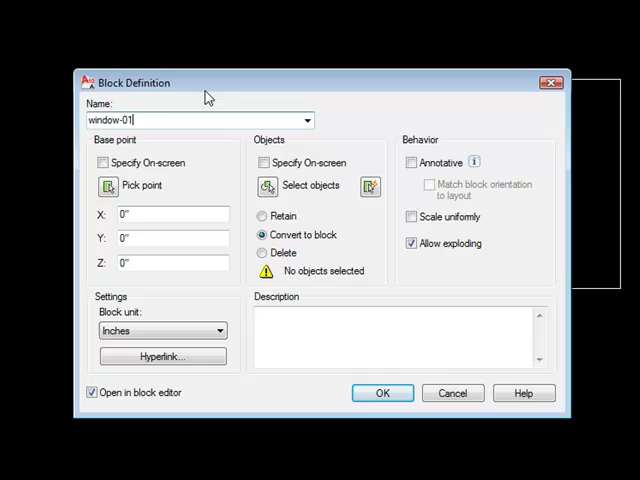 Block Definition
Name:
window-01
Base point
Specify On-screen
Pick point
X: 0"
Y: 0"
Z: 0"
Objects
Specify On-screen
Select objects
Retain
Convert to block
Delete
No objects selected
Behavior
Annotative
Match block orientation
to layout
Scale uniformly
Allow exploding
Settings
Block unit:
Inches
Hyperlink...
Description
Open in block editor
OK
Cancel
Help